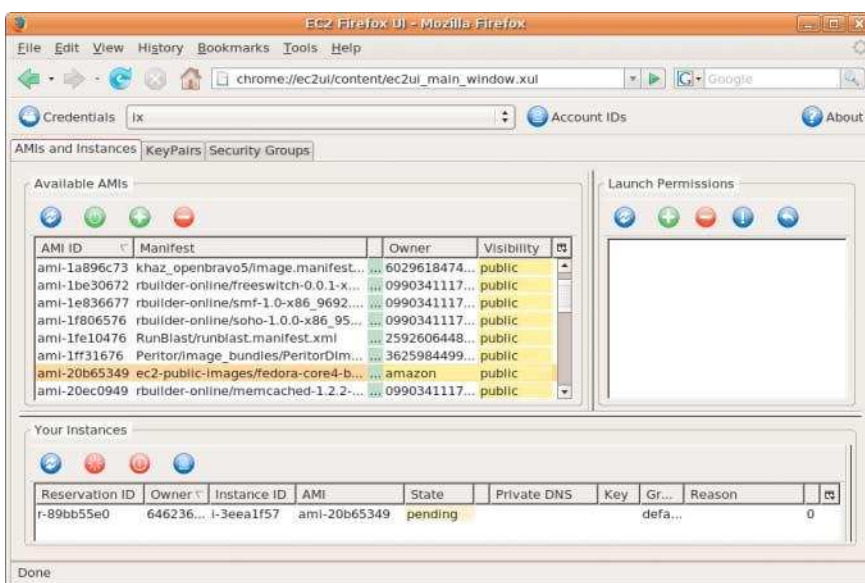 EC2 Firefox UI - Mozilla Firefox
File Edit View History Bookmarks Tools Help
chrome://ec2ui/content/ec2ui_main_window.xul Google
Credentials ix Account IDs About
AMIs and Instances KeyPairs Security Groups
Available AMIs Launch Permissions
AMI ID Manifest Owner Visibility
ami-1a896c73 khaz_openbravo5/image.manifest... ... 6029618474... public
ami-1be30672 rbuilder-online/freeswitch-0.0.1-x... ... 0990341117... public
ami-1e836677 rbuilder-online/smf-1.0-x86_9692.... ... 0990341117... public
ami-1f806576 rbuilder-online/soho-1.0.0-x86_95... ... 0990341117... public
ami-1fe10476 RunBlast/runblast.manifest.xml ... 2592606448... public
ami-1ff31676 Peritor/image_bundles/PeritorDIm... ... 3625984499... public
ami-20b65349 ec2-public-images/fedora-core4-b... ... amazon public
ami-20ec0949 rbuilder-online/memcached-1.2.2-... ... 0990341117... public
Your Instances
Reservation ID Owner Instance ID AMI State Private DNS Key Gr... Reason
r-89bb55e0 646236... i-3eea1f57 ami-20b65349 pending defa... 0
Done